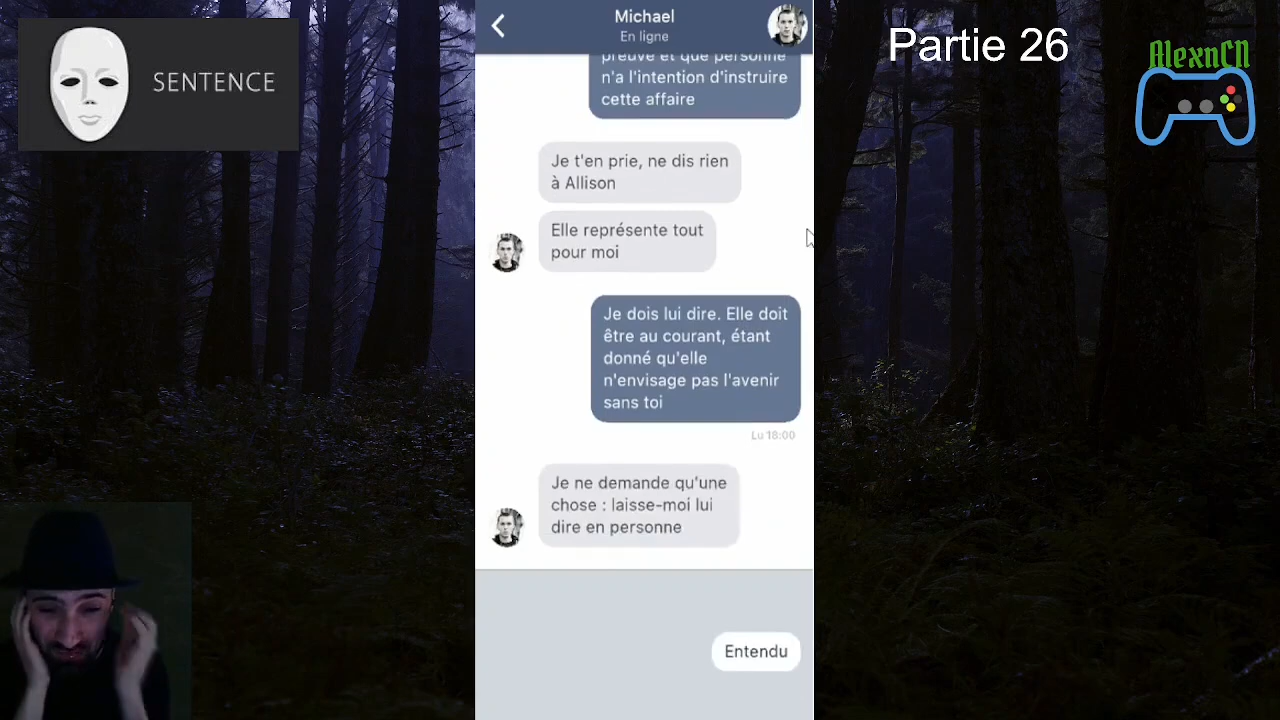 SENTENCE
Michael
En ligne
Partie 26
AlexnCN
preuve et que personne
n'a l'intention d'instruire
cette affaire
Je t'en prie, ne dis rien
à Allison
Elle représente tout
pour moi
Je dois lui dire. Elle doit
être au courant, étant
donné qu'elle
n'envisage pas l'avenir
sans toi
Lu 18:00
Je ne demande qu'une
chose : laisse-moi lui
dire en personne
Entendu